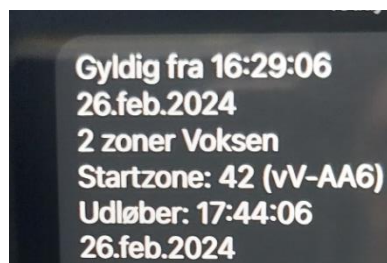 Gyldig fra 16:29:06
26.feb.2024
2 zoner Voksen
Startzone: 42 (vV-AA6)
Udløber: 17:44:06
26.feb.2024